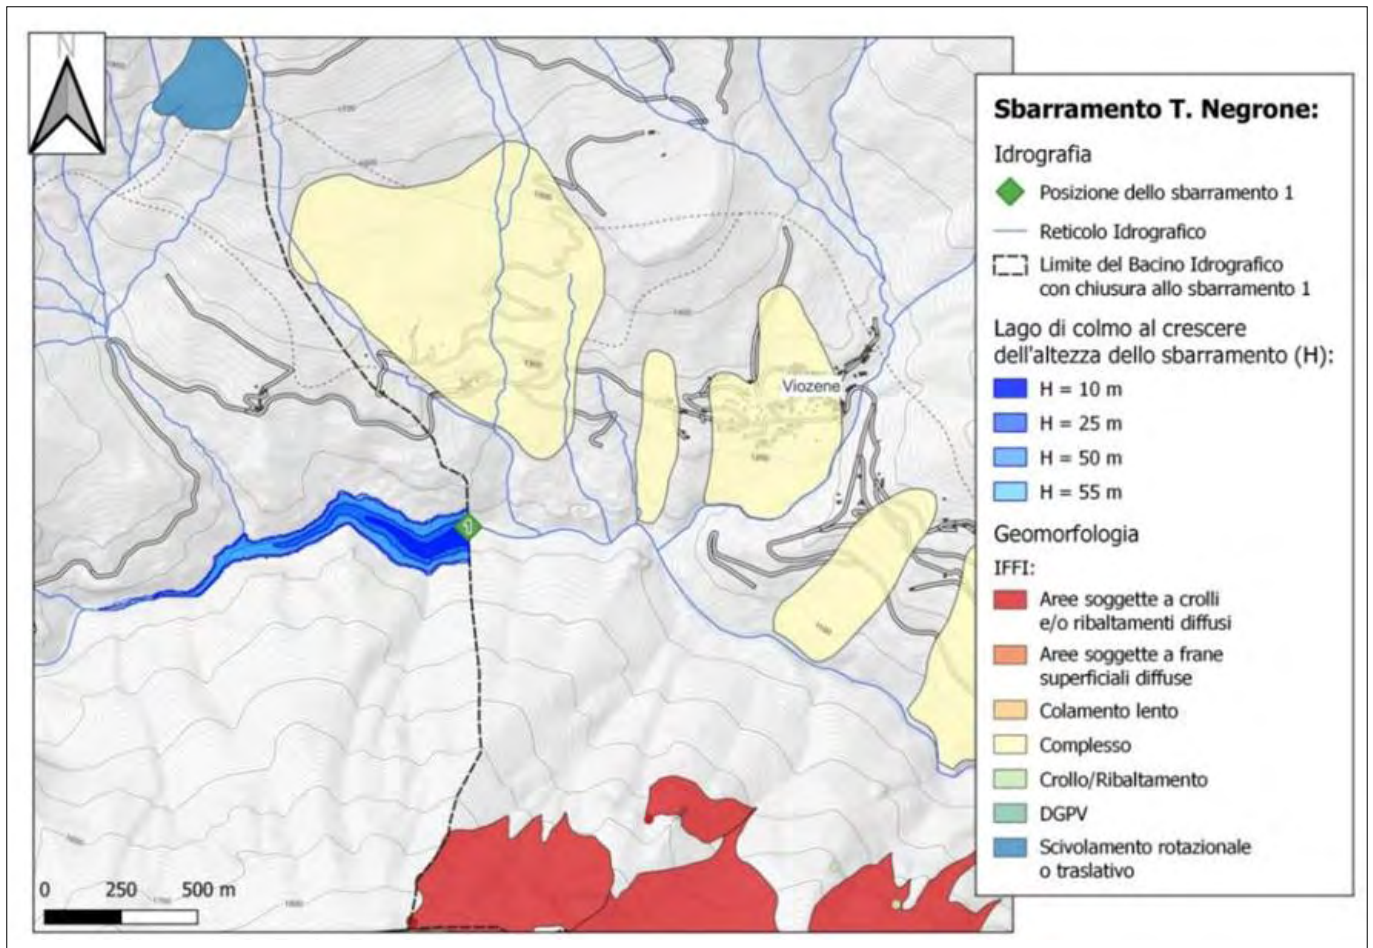 N
Sbarramento T. Negrone:
Idrografia
Posizione dello sbarramento 1
Reticolo Idrografico
Limite del Bacino Idrografico
con chiusura allo sbarramento 1
Lago di colmo al crescere
dell'altezza dello sbarramento (H):
H = 10 m
H = 25 m
H = 50 m
H = 55 m
Geomorfologia
IFFI:
Aree soggette a crolli
e/o ribaltamenti diffusi
Aree soggette a frane
superficiali diffuse
Colamento lento
Complesso
Crollo/Ribaltamento
DGPV
Scivolamento rotazionale
o traslativo
Viozene
1
0 250 500 m